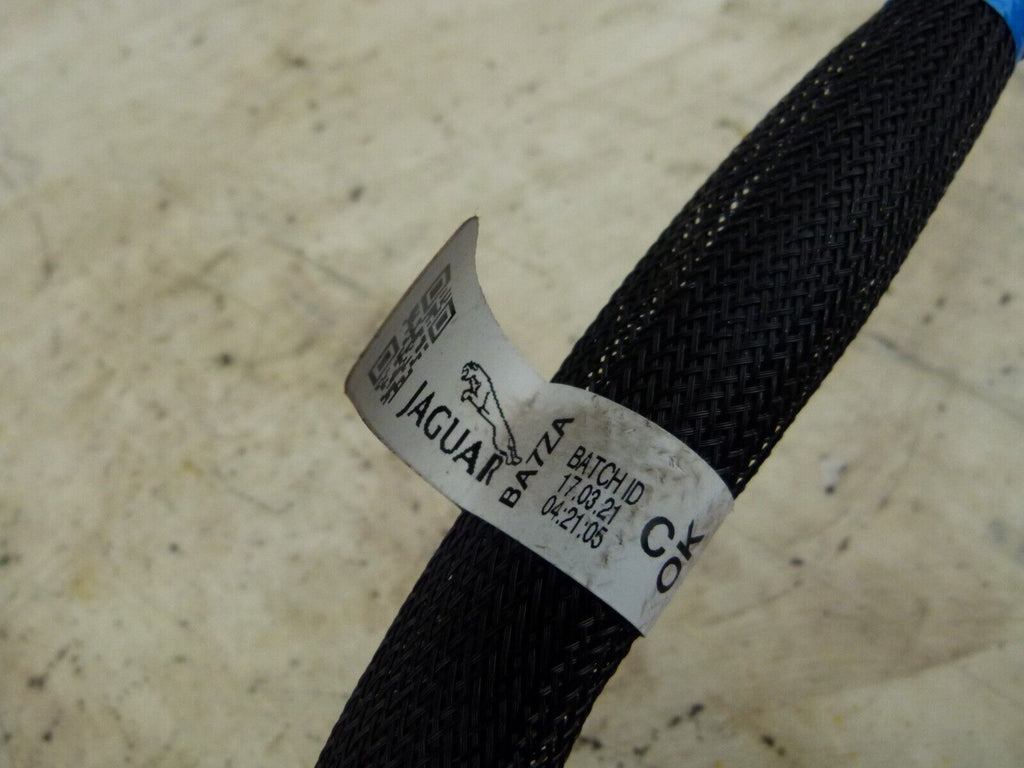 JAGUAR
BATZA
BATCH ID
17.03.21
04:21:05
C
OK